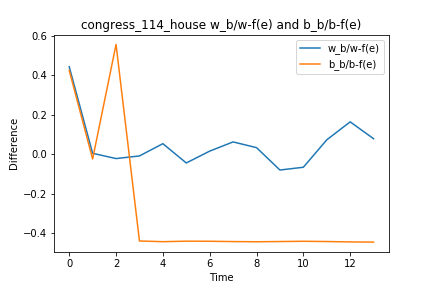 congress_114_house w_b/w-f(e) and b_b/b-f(e)
w_b/w-f(e)
b_b/b-f(e)
Difference
0.6
0.4
0.2
0.0
−0.2
−0.4
0 2 4 6 8 10 12
Time